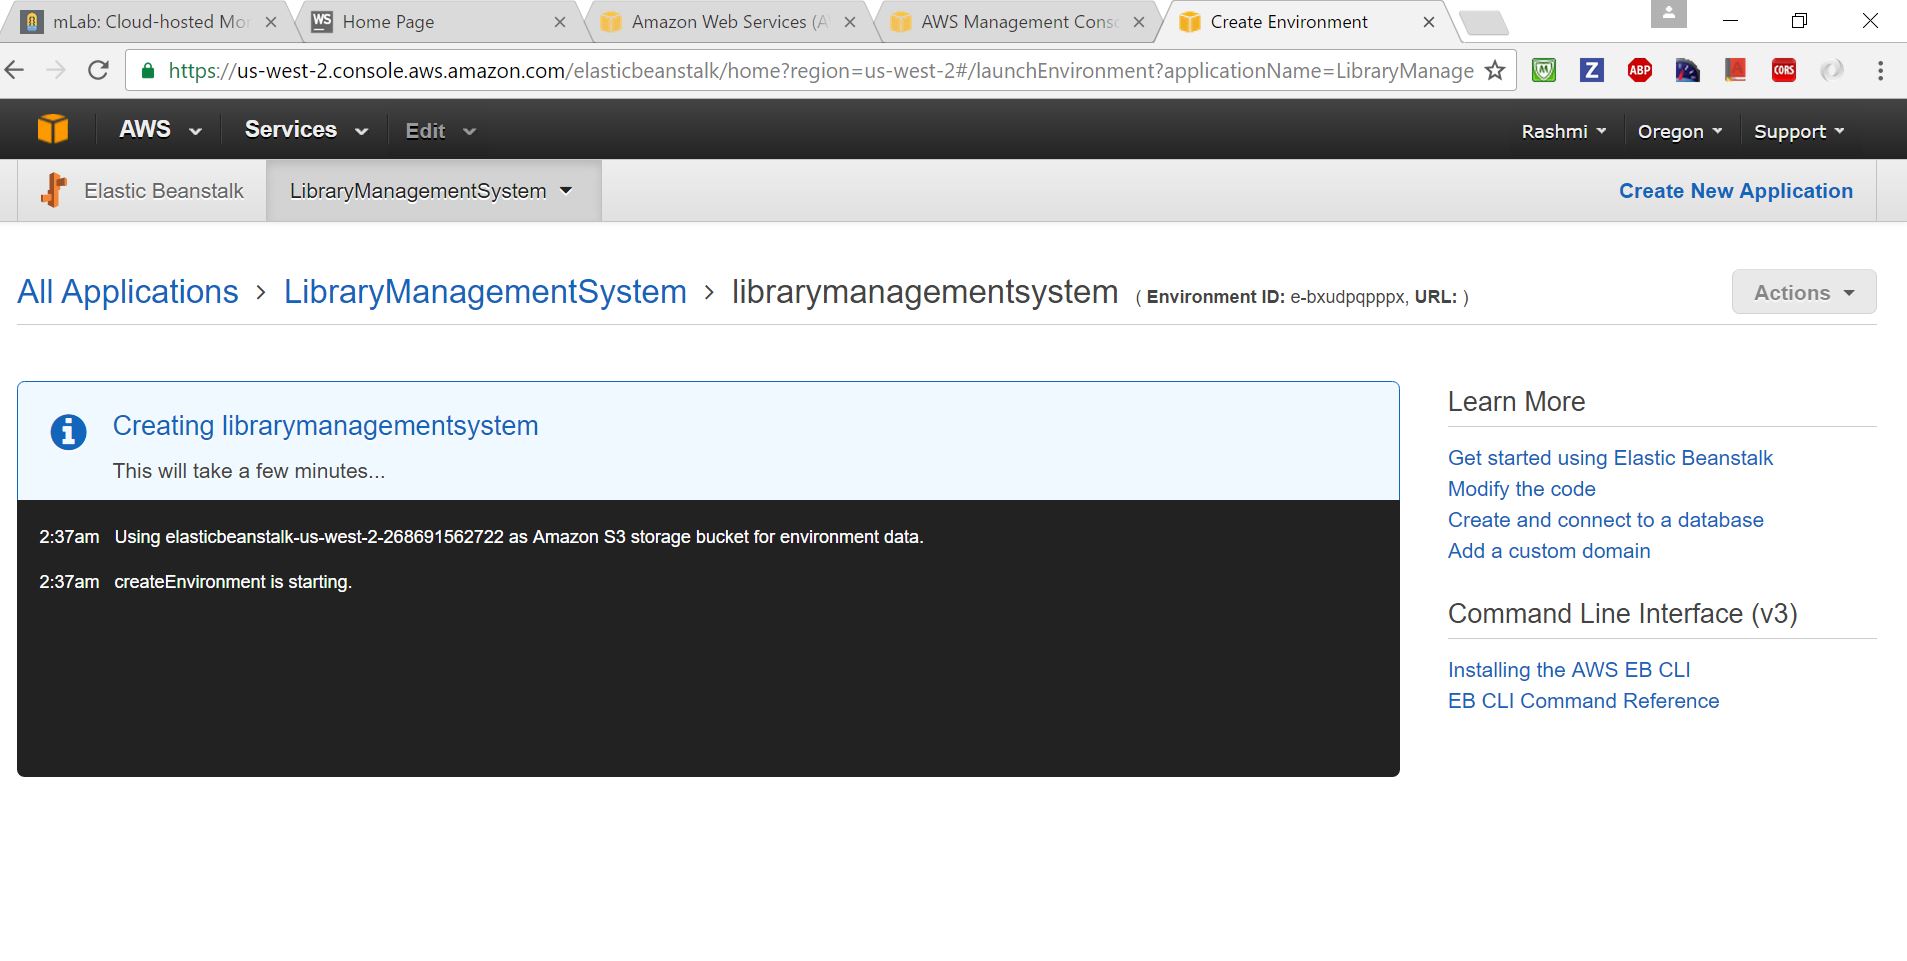 mLab: Cloud-hosted Mon
WS Home Page
Amazon Web Services (A
AWS Management Conso
Create Environment
https://us-west-2.console.aws.amazon.com/elasticbeanstalk/home?region=us-west-2#/launchEnvironment?applicationName=LibraryManage
M Z ABP A CORS
AWS Services Edit Rashmi Oregon Support
Elastic Beanstalk LibraryManagementSystem Create New Application
All Applications > LibraryManagementSystem > librarymanagementsystem ( Environment ID: e-bxudpqpppx, URL: ) Actions
Creating librarymanagementsystem
This will take a few minutes...
2:37am Using elasticbeanstalk-us-west-2-268691562722 as Amazon S3 storage bucket for environment data.
2:37am createEnvironment is starting.
Learn More
Get started using Elastic Beanstalk
Modify the code
Create and connect to a database
Add a custom domain
Command Line Interface (v3)
Installing the AWS EB CLI
EB CLI Command Reference